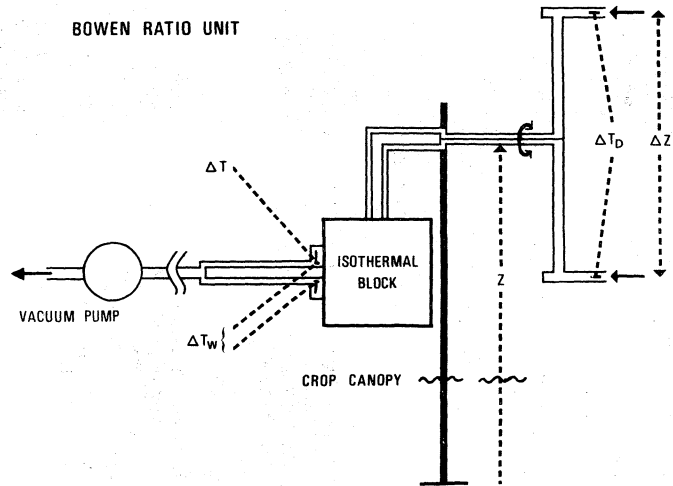 BOWEN RATIO UNIT
ΔT_D
ΔZ
ΔT
ISOTHERMAL
BLOCK
Z
VACUUM PUMP
ΔT_W
CROP CANOPY